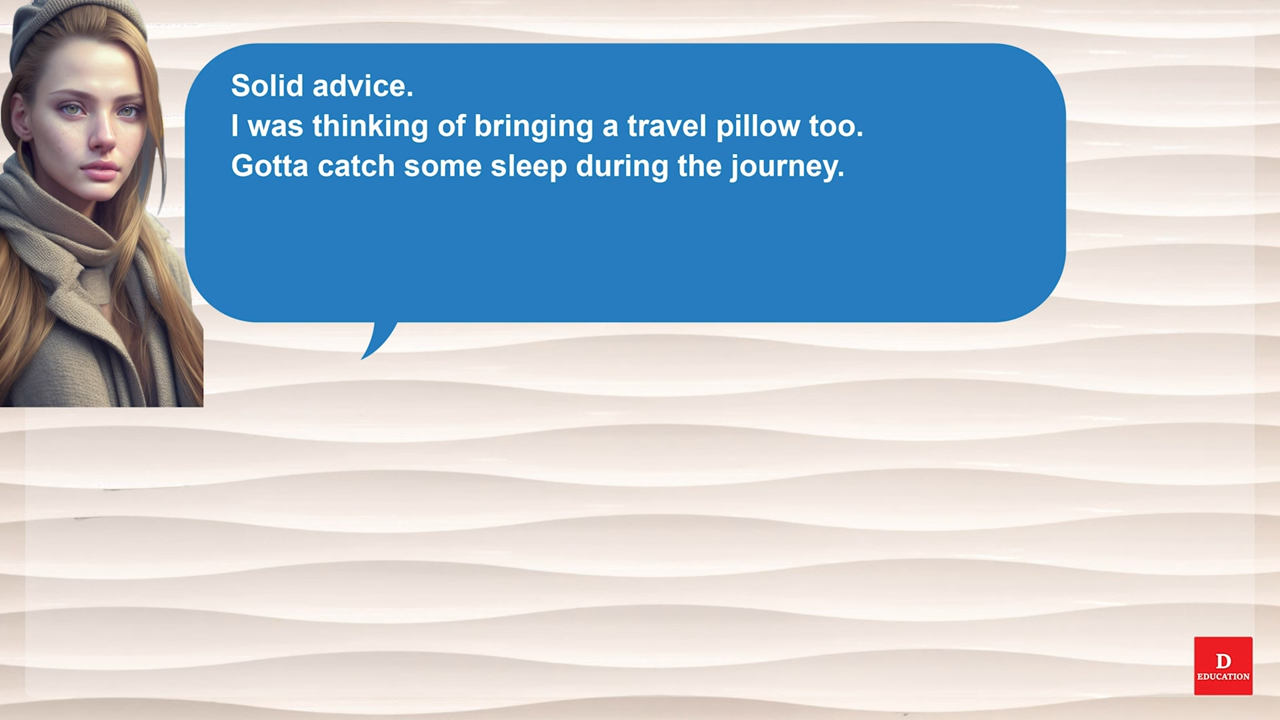 Solid advice.
I was thinking of bringing a travel pillow too.
Gotta catch some sleep during the journey.
D
EDUCATION